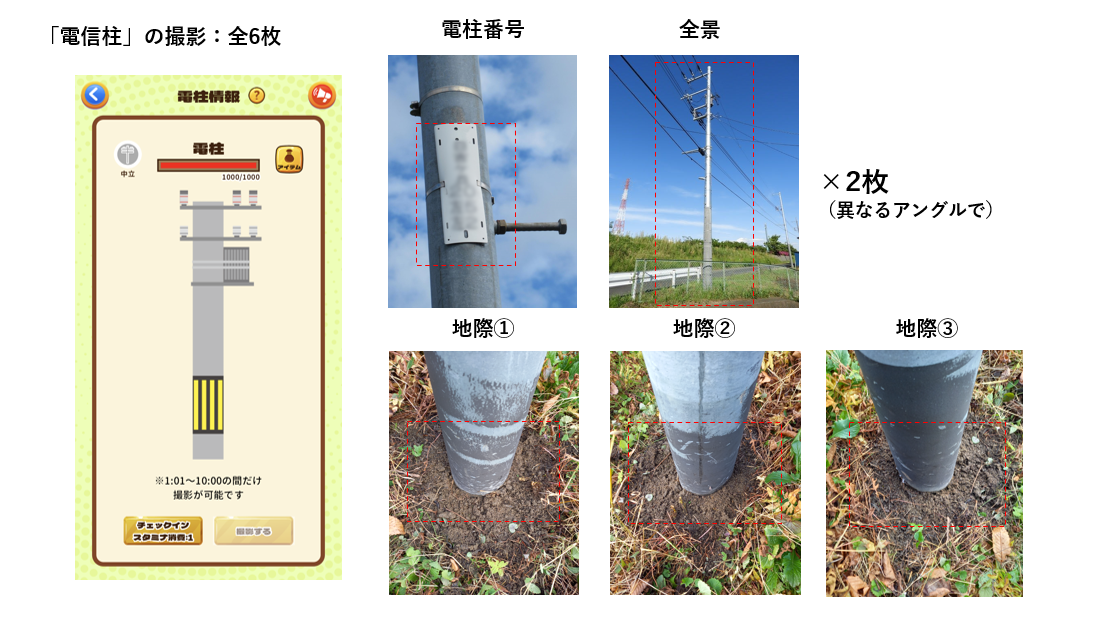 「電信柱」の撮影：全6枚
電柱情報
?
電柱
中立
1000/1000
アイテム
※1:01〜10:00の間だけ
撮影が可能です
チェックイン
スタミナ消費:1
撮影する
電柱番号
全景
×2枚
（異なるアングルで）
地際①
地際②
地際③